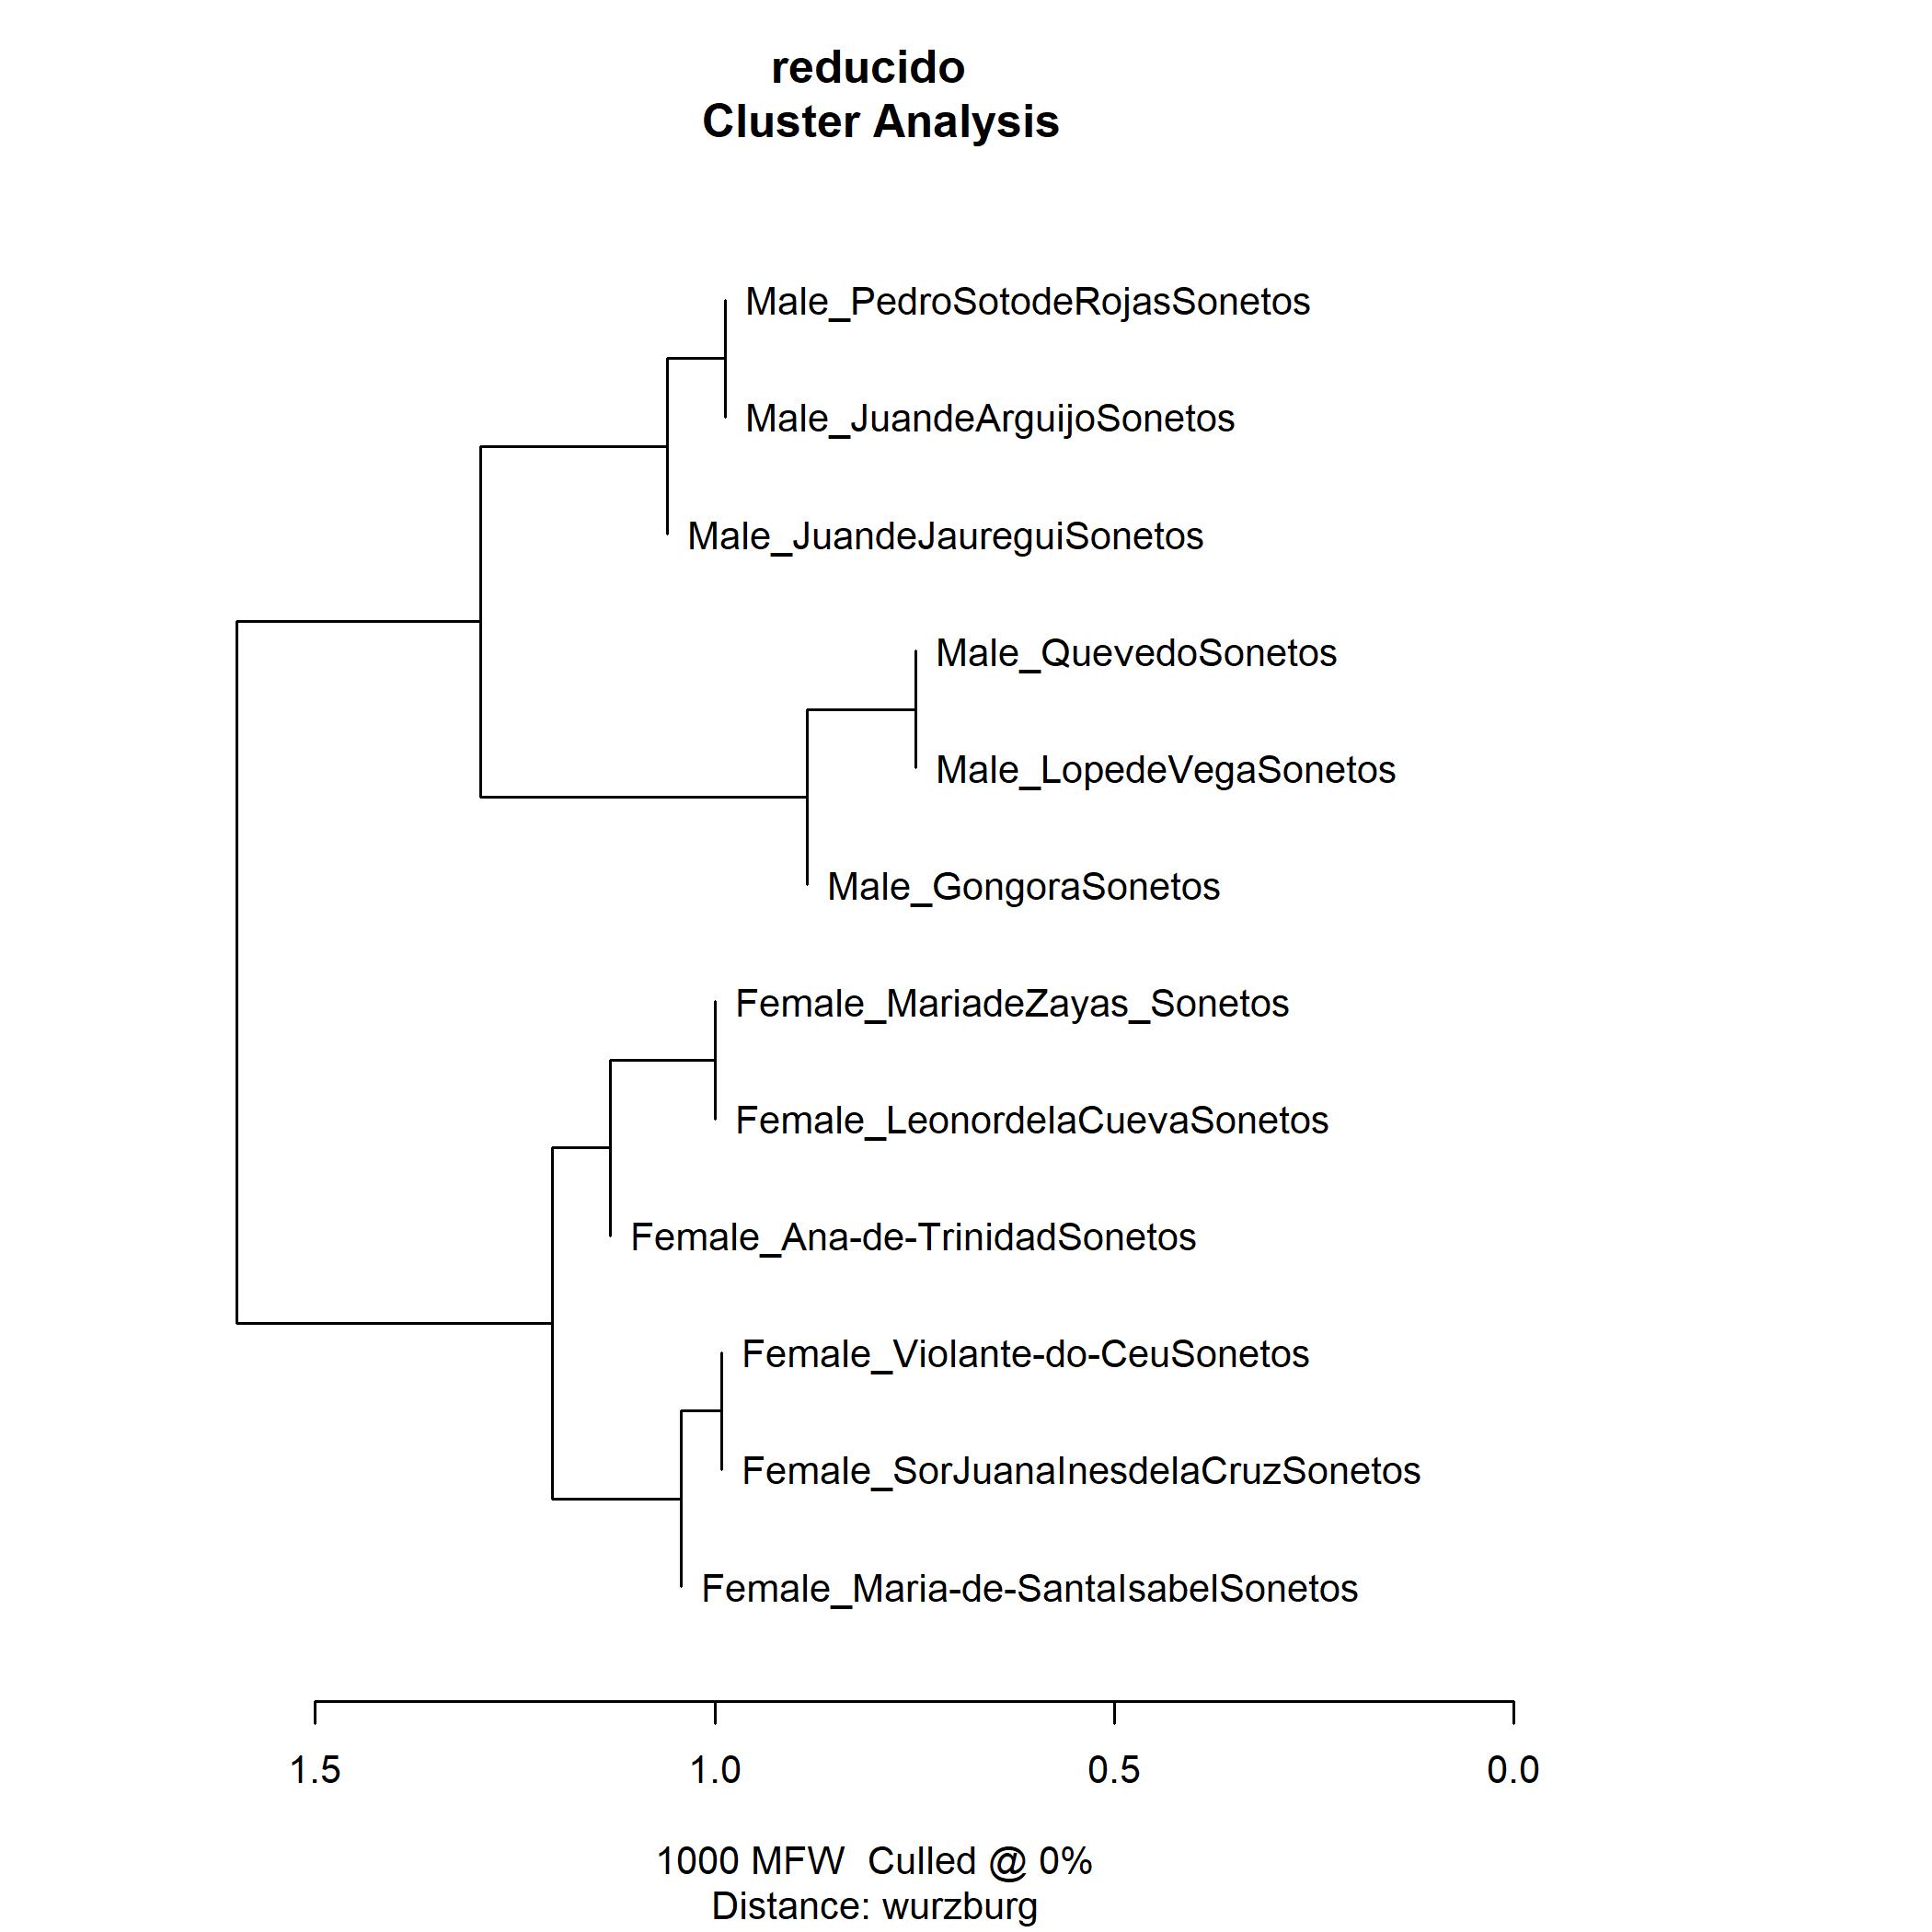 reducido
Cluster Analysis
Male_PedroSotodeRojasSonetos
Male_JuandeArguijoSonetos
Male_JuandeJaureguiSonetos
Male_QuevedoSonetos
Male_LopedeVegaSonetos
Male_GongoraSonetos
Female_MariadeZayas_Sonetos
Female_LeonordelaCuevaSonetos
Female_Ana-de-TrinidadSonetos
Female_Violante-do-CeuSonetos
Female_SorJuanaInesdelaCruzSonetos
Female_Maria-de-SantaIsabelSonetos
1.5 1.0 0.5 0.0
1000 MFW  Culled @ 0%
Distance: wurzburg